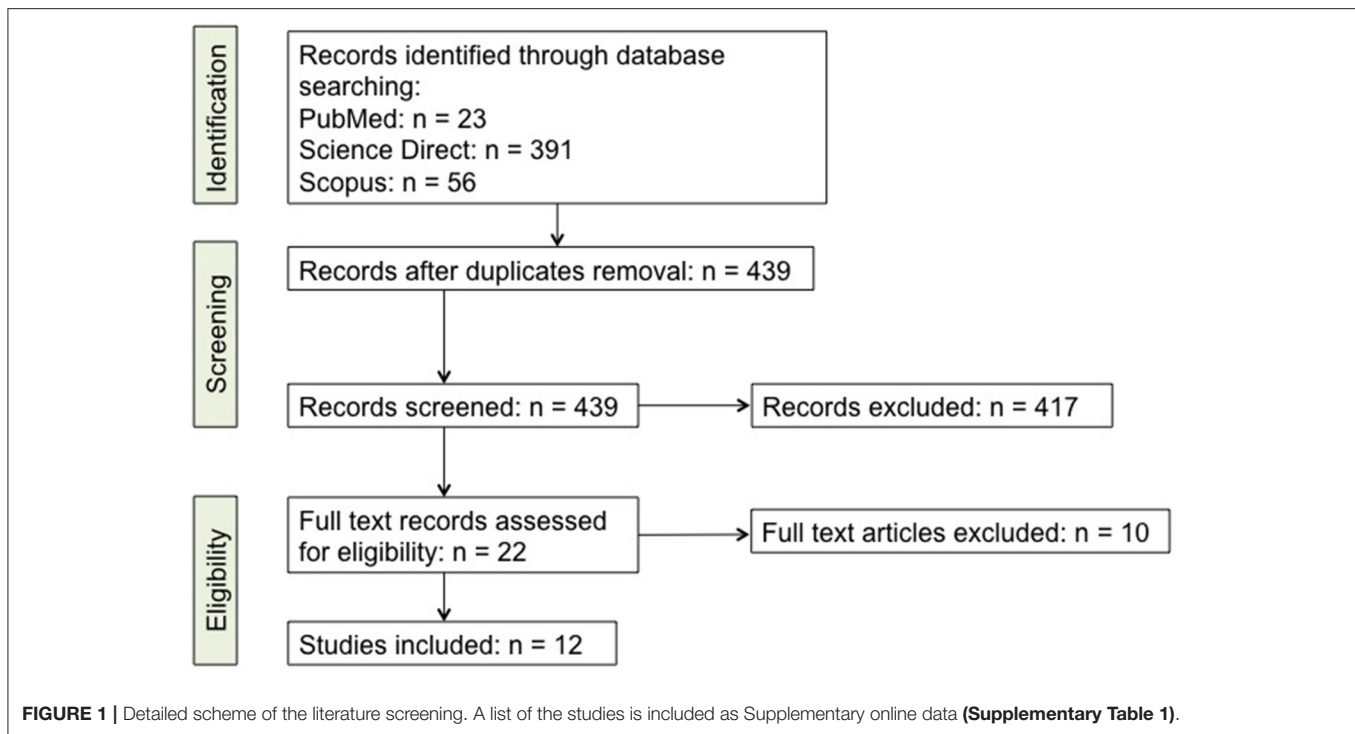 Identification
Records identified through database
searching:
PubMed: n = 23
Science Direct: n = 391
Scopus: n = 56
Screening
Records after duplicates removal: n = 439
Records screened: n = 439
Records excluded: n = 417
Eligibility
Full text records assessed
for eligibility: n = 22
Full text articles excluded: n = 10
Studies included: n = 12
FIGURE 1 | Detailed scheme of the literature screening. A list of the studies is included as Supplementary online data (Supplementary Table 1).